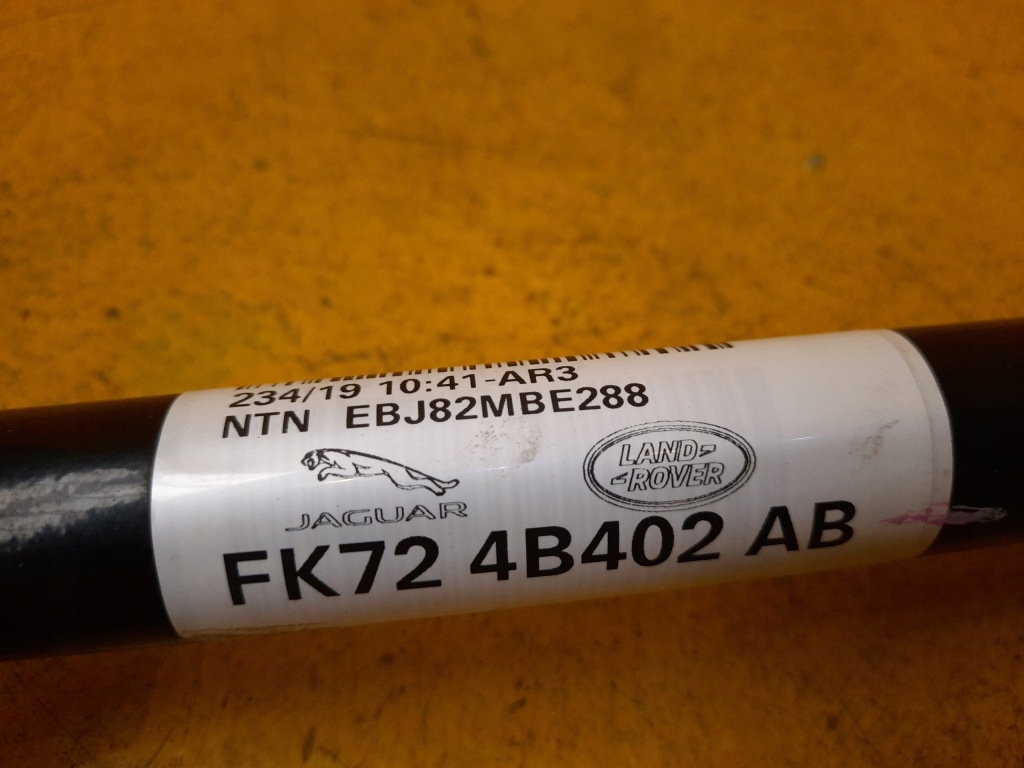 234/19 10:41-AR3
NTN EBJ82MBE288
JAGUAR
LAND-
-ROVER
FK72 4B402 AB